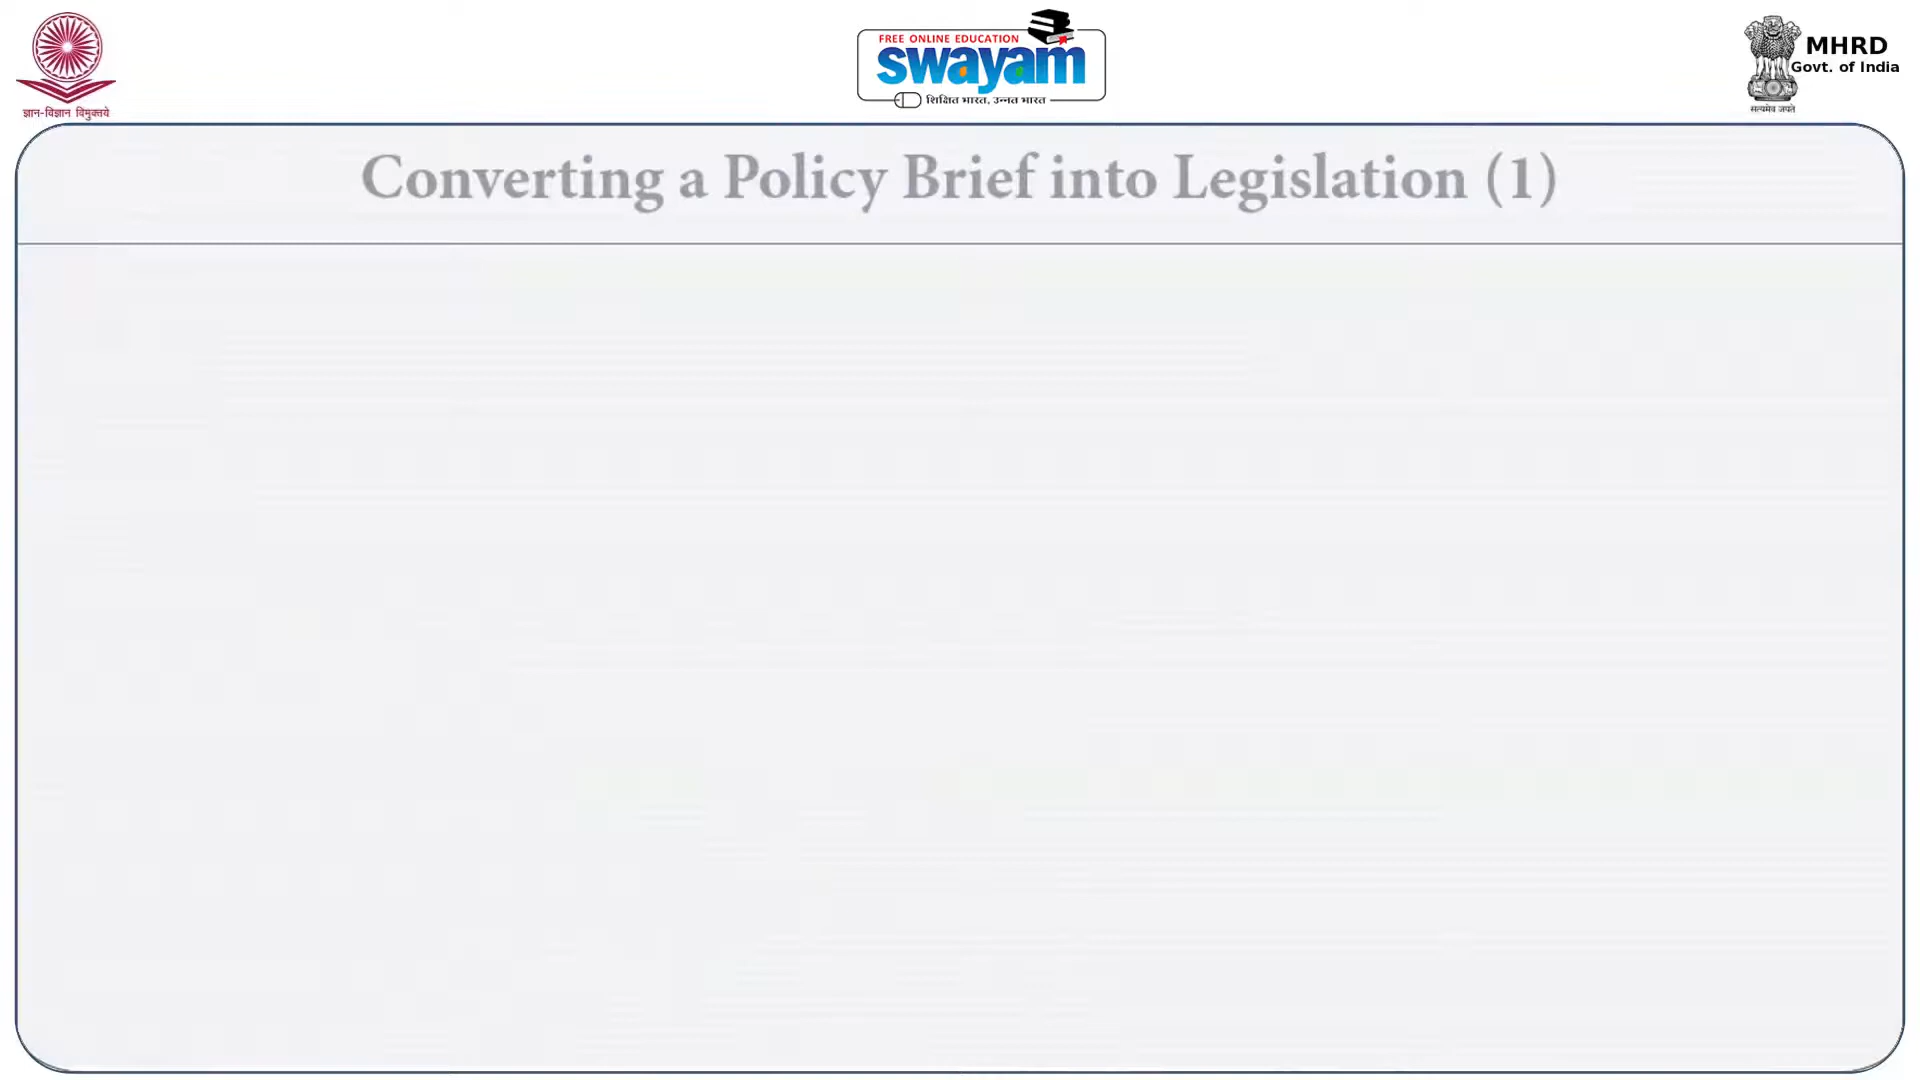 ज्ञान-विज्ञान विमुक्तये
FREE ONLINE EDUCATION
swayam
शिक्षित भारत, उन्नत भारत
MHRD
Govt. of India
सत्यमेव जयते
Converting a Policy Brief into Legislation (1)